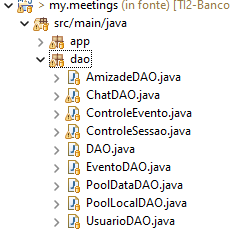 my.meetings (in fonte) [TI2-Banco
src/main/java
app
dao
AmizadeDAO.java
ChatDAO.java
ControleEvento.java
ControleSessao.java
DAO.java
EventoDAO.java
PoolDataDAO.java
PoolLocalDAO.java
UsuarioDAO.java